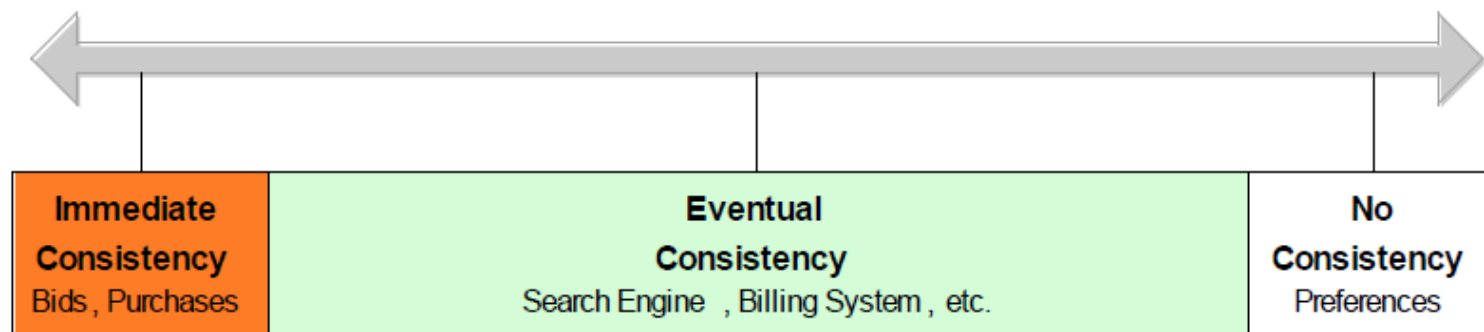 Immediate
Consistency
Bids, Purchases
Eventual
Consistency
Search Engine , Billing System, etc.
No
Consistency
Preferences